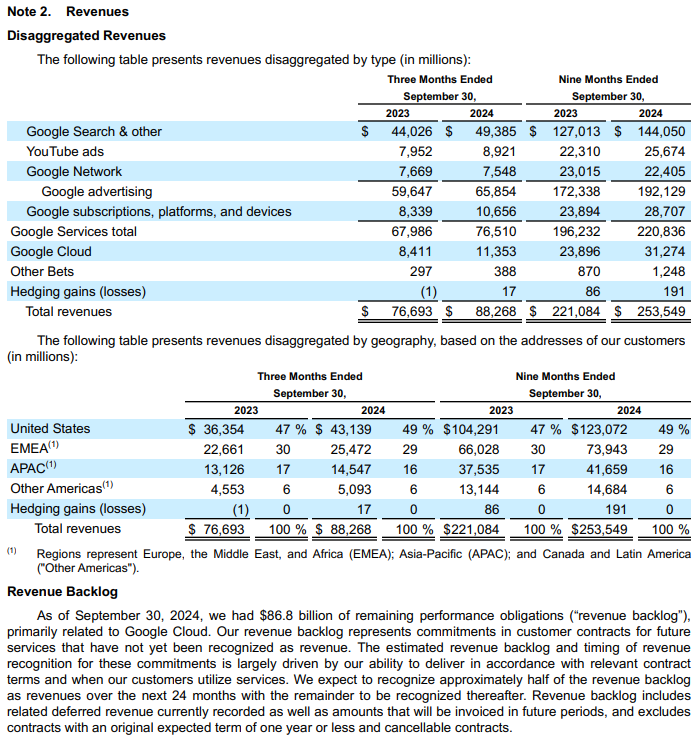 Note 2. Revenues
Disaggregated Revenues
The following table presents revenues disaggregated by type (in millions):
Three Months Ended Nine Months Ended
September 30, September 30,
2023 2024 2023 2024
Google Search & other $ 44,026 $ 49,385 $ 127,013 $ 144,050
YouTube ads 7,952 8,921 22,310 25,674
Google Network 7,669 7,548 23,015 22,405
Google advertising 59,647 65,854 172,338 192,129
Google subscriptions, platforms, and devices 8,339 10,656 23,894 28,707
Google Services total 67,986 76,510 196,232 220,836
Google Cloud 8,411 11,353 23,896 31,274
Other Bets 297 388 870 1,248
Hedging gains (losses) (1) 17 86 191
Total revenues $ 76,693 $ 88,268 $ 221,084 $ 253,549
The following table presents revenues disaggregated by geography, based on the addresses of our customers
(in millions):
Three Months Ended Nine Months Ended
September 30, September 30,
2023 2024 2023 2024
United States $ 36,354 47 % $ 43,139 49 % $104,291 47 % $123,072 49 %
EMEA(1) 22,661 30 25,472 29 66,028 30 73,943 29
APAC(1) 13,126 17 14,547 16 37,535 17 41,659 16
Other Americas(1) 4,553 6 5,093 6 13,144 6 14,684 6
Hedging gains (losses) (1) 0 17 0 86 0 191 0
Total revenues $ 76,693 100 % $ 88,268 100 % $221,084 100 % $253,549 100 %
(1) Regions represent Europe, the Middle East, and Africa (EMEA); Asia-Pacific (APAC); and Canada and Latin America
("Other Americas").
Revenue Backlog
As of September 30, 2024, we had $86.8 billion of remaining performance obligations (“revenue backlog”),
primarily related to Google Cloud. Our revenue backlog represents commitments in customer contracts for future
services that have not yet been recognized as revenue. The estimated revenue backlog and timing of revenue
recognition for these commitments is largely driven by our ability to deliver in accordance with relevant contract
terms and when our customers utilize services. We expect to recognize approximately half of the revenue backlog
as revenues over the next 24 months with the remainder to be recognized thereafter. Revenue backlog includes
related deferred revenue currently recorded as well as amounts that will be invoiced in future periods, and excludes
contracts with an original expected term of one year or less and cancellable contracts.